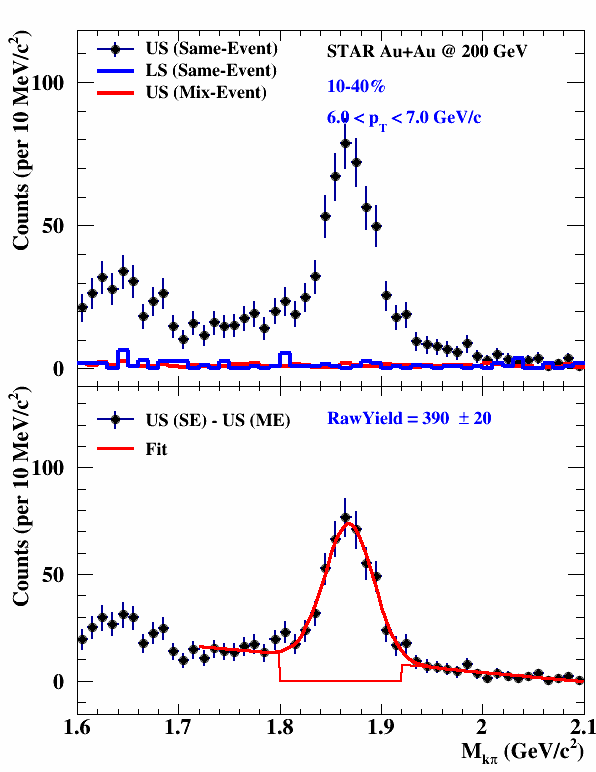 US (Same-Event)
LS (Same-Event)
US (Mix-Event)
STAR Au+Au @ 200 GeV
10-40%
6.0 < p_T < 7.0 GeV/c
Counts (per 10 MeV/c²)
100
50
0
US (SE) - US (ME)
Fit
RawYield = 390 ± 20
Counts (per 10 MeV/c²)
100
50
0
1.6 1.7 1.8 1.9 2 2.1
M_kπ (GeV/c²)